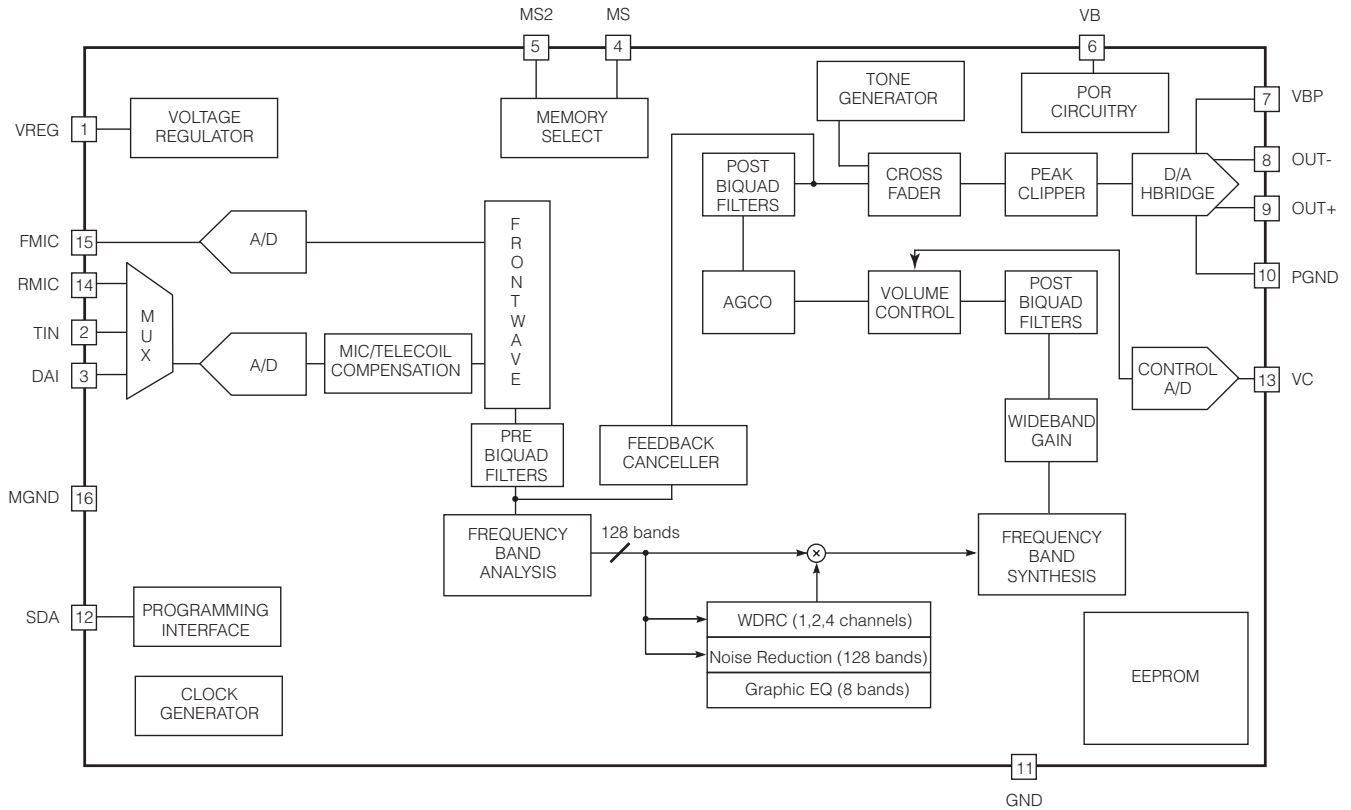 MS2
MS
VB
5
4
6
TONE
GENERATOR
POR
CIRCUITRY
7
VBP
VREG
1
VOLTAGE
REGULATOR
MEMORY
SELECT
POST
BIQUAD
FILTERS
CROSS
FADER
PEAK
CLIPPER
D/A
HBRIDGE
8
OUT-
9
OUT+
FMIC
15
A/D
FRONTWAVE
RMIC
14
10
PGND
AGCO
VOLUME
CONTROL
POST
BIQUAD
FILTERS
TIN
2
MUX
DAI
3
A/D
MIC/TELECOIL
COMPENSATION
CONTROL
A/D
13
VC
WIDEBAND
GAIN
PRE
BIQUAD
FILTERS
FEEDBACK
CANCELLER
MGND
16
FREQUENCY
BAND
ANALYSIS
128 bands
×
FREQUENCY
BAND
SYNTHESIS
SDA
12
PROGRAMMING
INTERFACE
WDRC (1,2,4 channels)
Noise Reduction (128 bands)
Graphic EQ (8 bands)
EEPROM
CLOCK
GENERATOR
11
GND